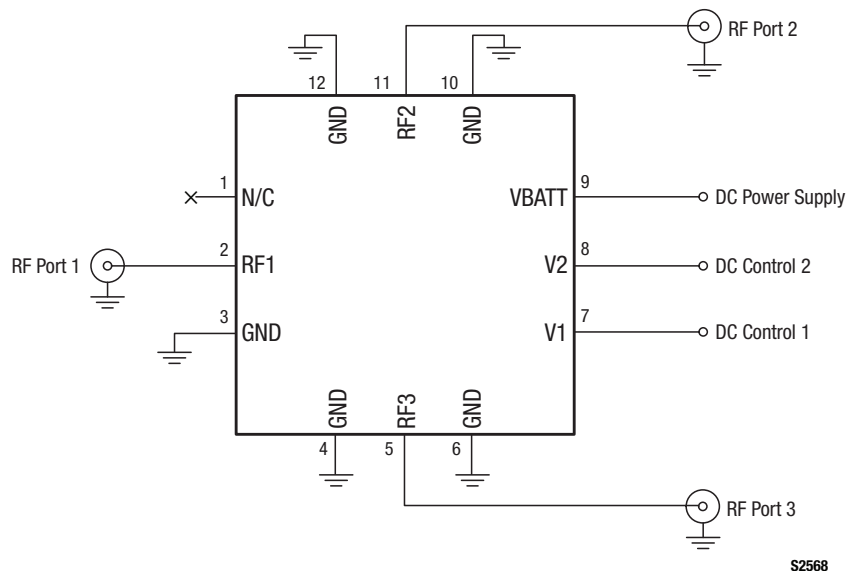 RF Port 2
12
11
10
GND
RF2
GND
1
N/C
VBATT
9
DC Power Supply
RF Port 1
2
RF1
V2
8
DC Control 2
3
GND
V1
7
DC Control 1
GND
RF3
GND
4
5
6
RF Port 3
S2568